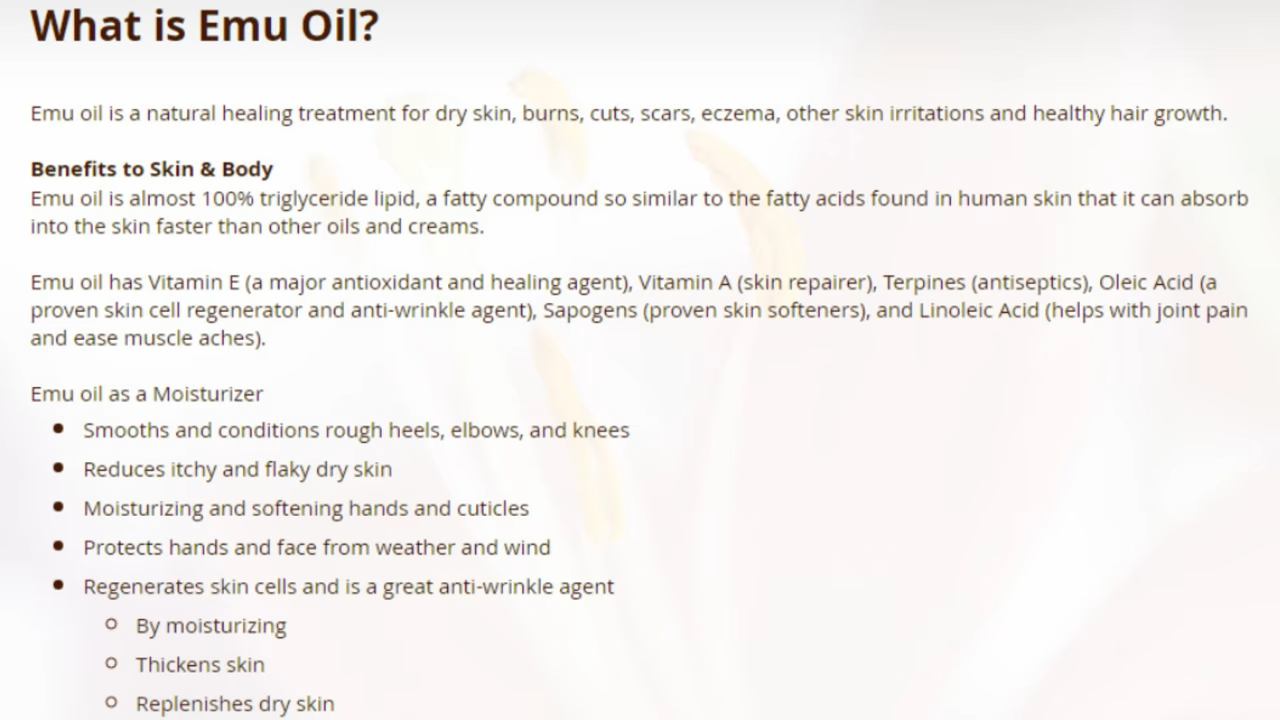 What is Emu Oil?
Emu oil is a natural healing treatment for dry skin, burns, cuts, scars, eczema, other skin irritations and healthy hair growth.
Benefits to Skin & Body
Emu oil is almost 100% triglyceride lipid, a fatty compound so similar to the fatty acids found in human skin that it can absorb
into the skin faster than other oils and creams.
Emu oil has Vitamin E (a major antioxidant and healing agent), Vitamin A (skin repairer), Terpines (antiseptics), Oleic Acid (a
proven skin cell regenerator and anti-wrinkle agent), Sapogens (proven skin softeners), and Linoleic Acid (helps with joint pain
and ease muscle aches).
Emu oil as a Moisturizer
• Smooths and conditions rough heels, elbows, and knees
• Reduces itchy and flaky dry skin
• Moisturizing and softening hands and cuticles
• Protects hands and face from weather and wind
• Regenerates skin cells and is a great anti-wrinkle agent
○ By moisturizing
○ Thickens skin
○ Replenishes dry skin